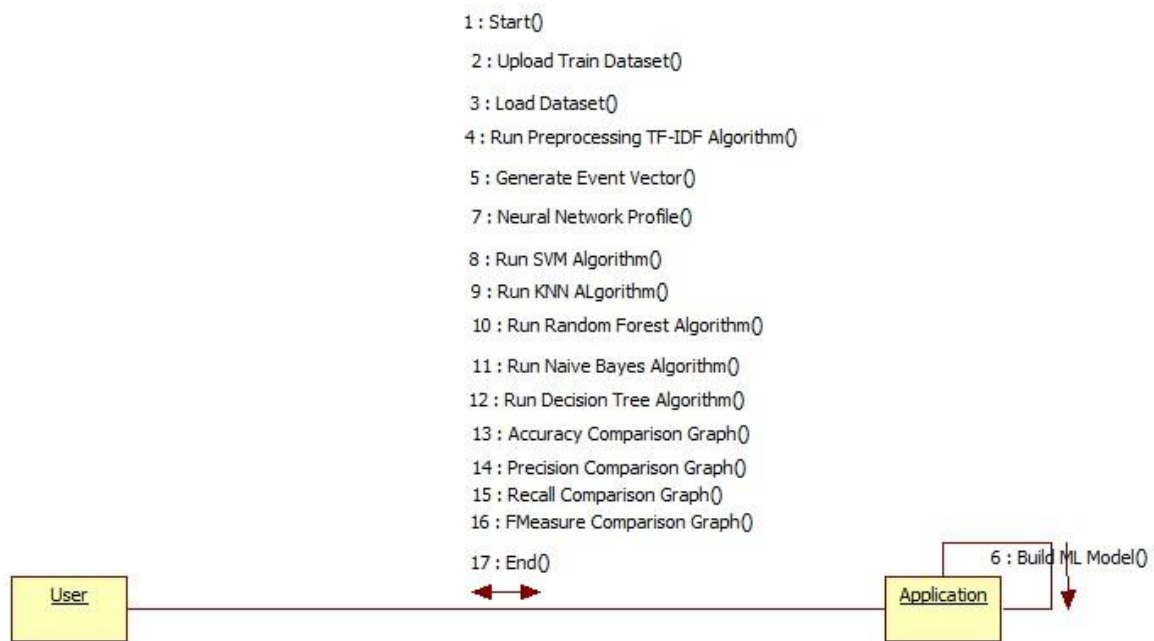 1 : Start()
2 : Upload Train Dataset()
3 : Load Dataset()
4 : Run Preprocessing TF-IDF Algorithm()
5 : Generate Event Vector()
7 : Neural Network Profile()
8 : Run SVM Algorithm()
9 : Run KNN ALgorithm()
10 : Run Random Forest Algorithm()
11 : Run Naive Bayes Algorithm()
12 : Run Decision Tree Algorithm()
13 : Accuracy Comparison Graph()
14 : Precision Comparison Graph()
15 : Recall Comparison Graph()
16 : FMeasure Comparison Graph()
17 : End()
6 : Build ML Model()
User
Application